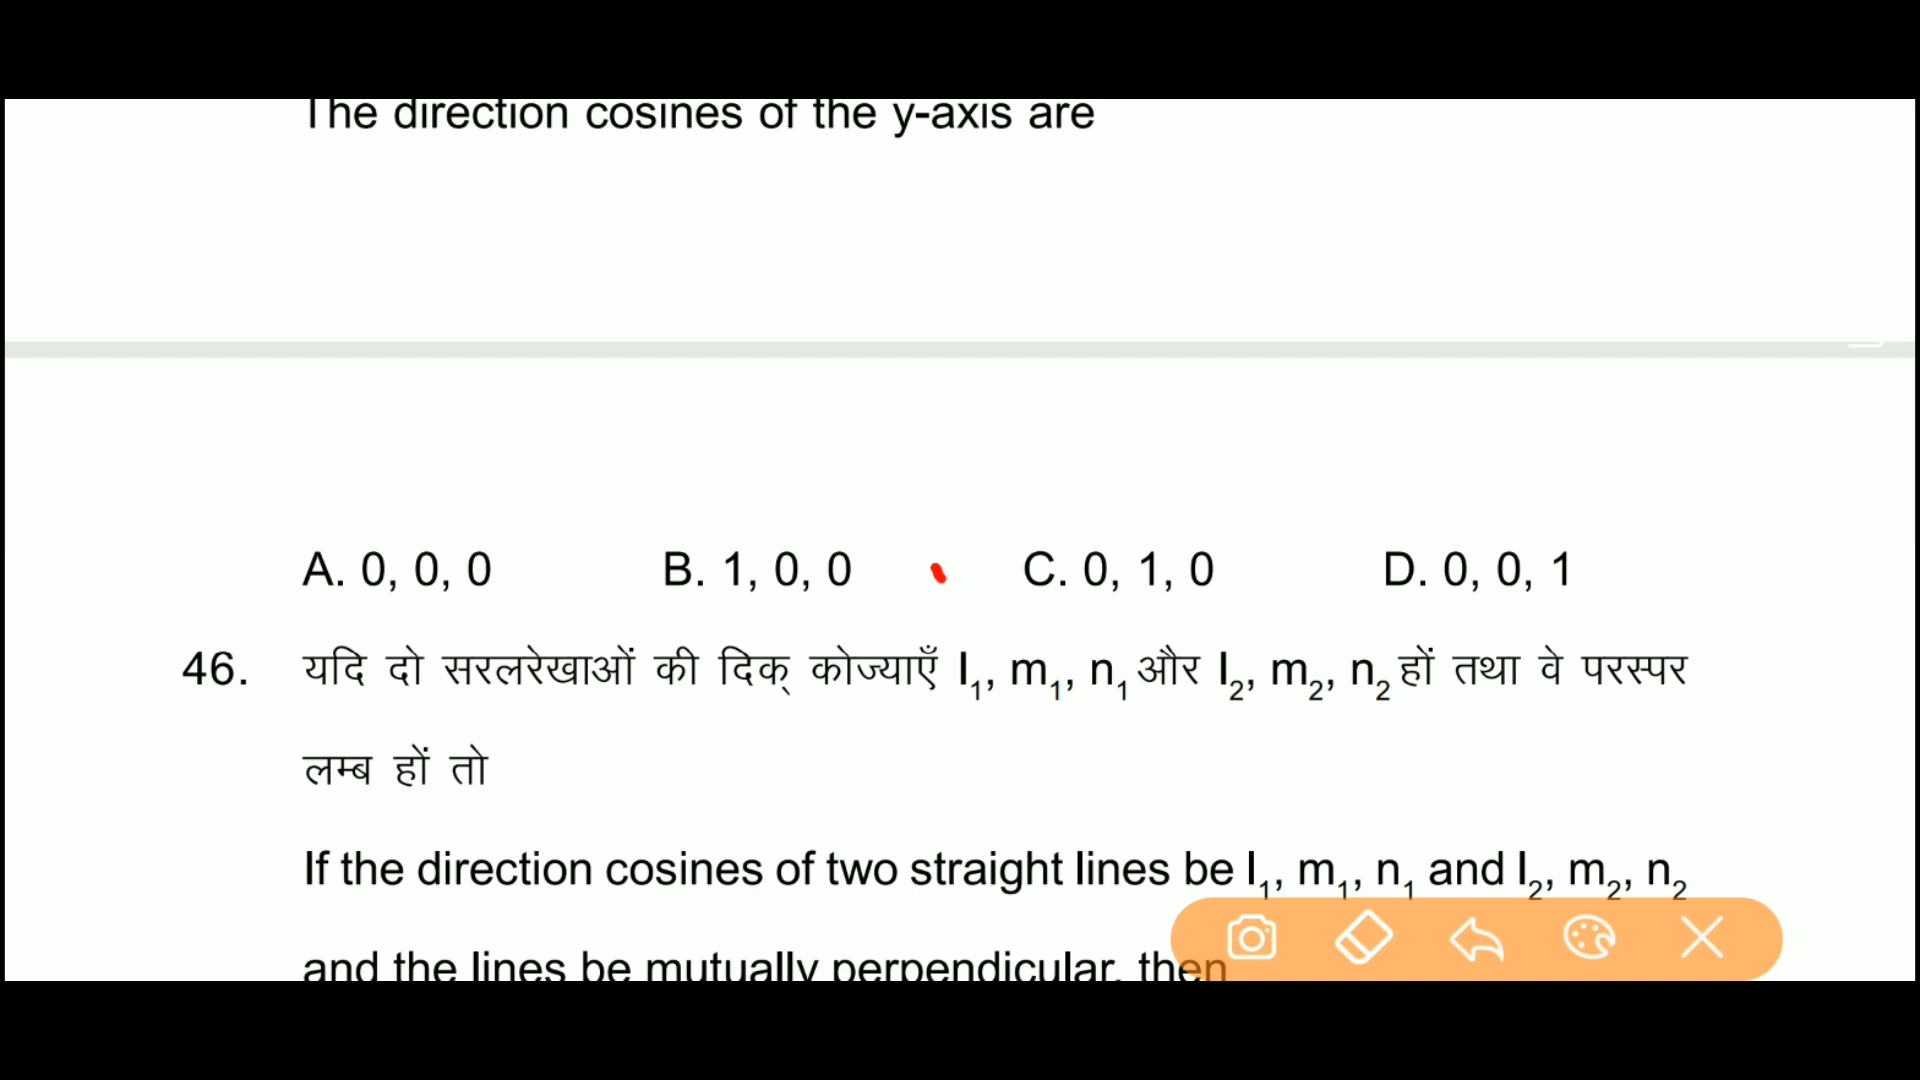 The direction cosines of the y-axis are
A. 0, 0, 0 B. 1, 0, 0 C. 0, 1, 0 D. 0, 0, 1
46. यदि दो सरलरेखाओं की दिक् कोज्याएँ l₁, m₁, n₁ और l₂, m₂, n₂ हों तथा वे परस्पर
लम्ब हों तो
If the direction cosines of two straight lines be l₁, m₁, n₁ and l₂, m₂, n₂
and the lines be mutually perpendicular, then